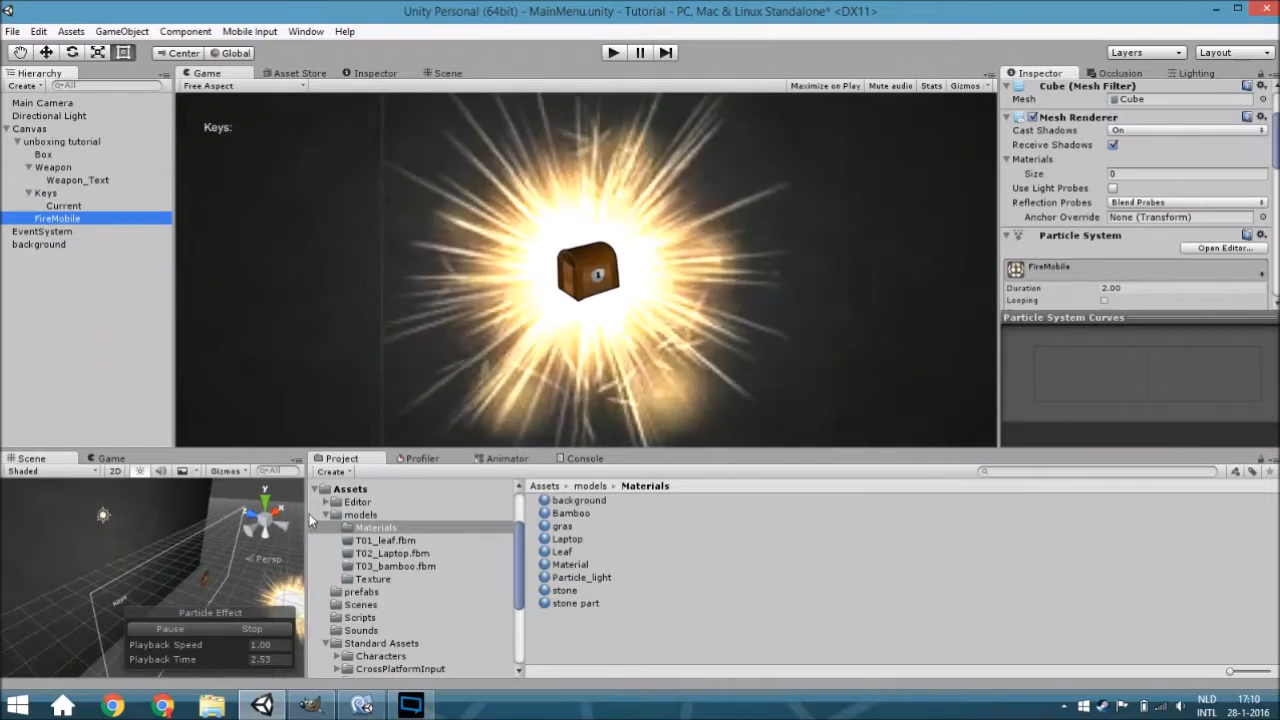 Unity Personal (64bit) - MainMenu.unity - Tutorial - PC, Mac & Linux Standalone* <DX11>
File Edit Assets GameObject Component Mobile Input Window Help
Center Global Layers Layout
Hierarchy Game Asset Store Inspector Scene Inspector Occlusion Lighting
Create All Free Aspect Maximize on Play Mute audio Stats Gizmos Cube (Mesh Filter)
Main Camera Mesh Cube
Directional Light Mesh Renderer
Canvas Keys: Cast Shadows On
unboxing tutorial Receive Shadows
Box Materials
Weapon Size 0
Weapon_Text Use Light Probes
Keys Reflection Probes Blend Probes
Current Anchor Override None (Transform)
FireMobile
EventSystem Particle System
background Open Editor...
FireMobile
Duration 2.00
Looping
Particle System Curves
1
Scene Game Project Profiler Animator Console
Shaded 2D Gizmos All Create
y Assets Assets models Materials
x Editor background
z models Bamboo
Materials gras
T01_leaf.fbm Laptop
Persp T02_Laptop.fbm Leaf
T03_bamboo.fbm Material
Texture Particle_light
Keys prefabs stone
Particle Effect Scenes stone part
Pause Stop Scripts
Playback Speed 1.00 Sounds
Playback Time 2.53 Standard Assets
Characters
CrossPlatformInput
NLD 17:10
INTL 28-1-2016